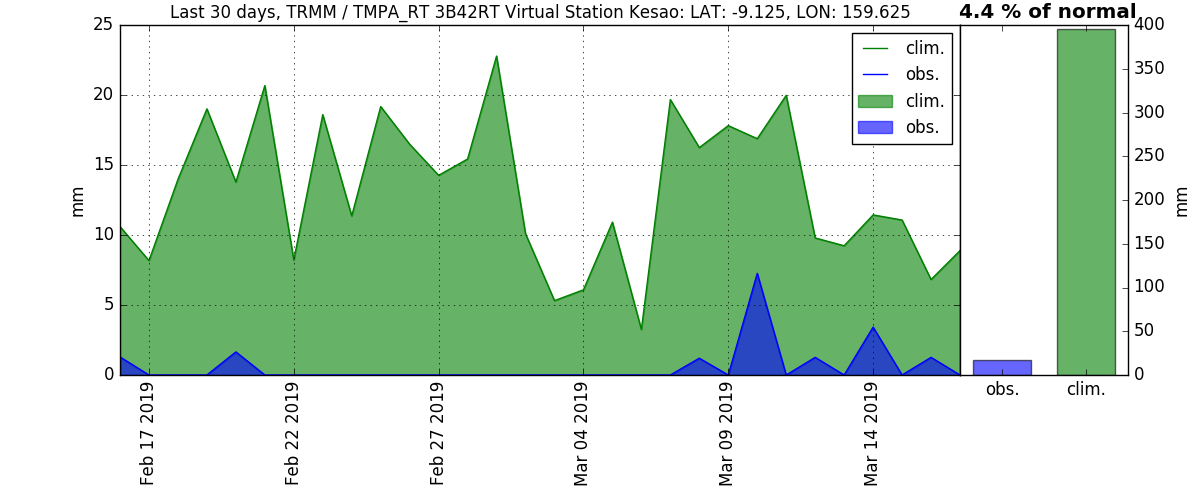 Last 30 days, TRMM / TMPA_RT 3B42RT Virtual Station Kesao: LAT: -9.125, LON: 159.625
4.4 % of normal
25
20
15
10
5
0
mm
clim.
obs.
clim.
obs.
Feb 17 2019
Feb 22 2019
Feb 27 2019
Mar 04 2019
Mar 09 2019
Mar 14 2019
400
350
300
250
200
150
100
50
0
mm
obs.
clim.